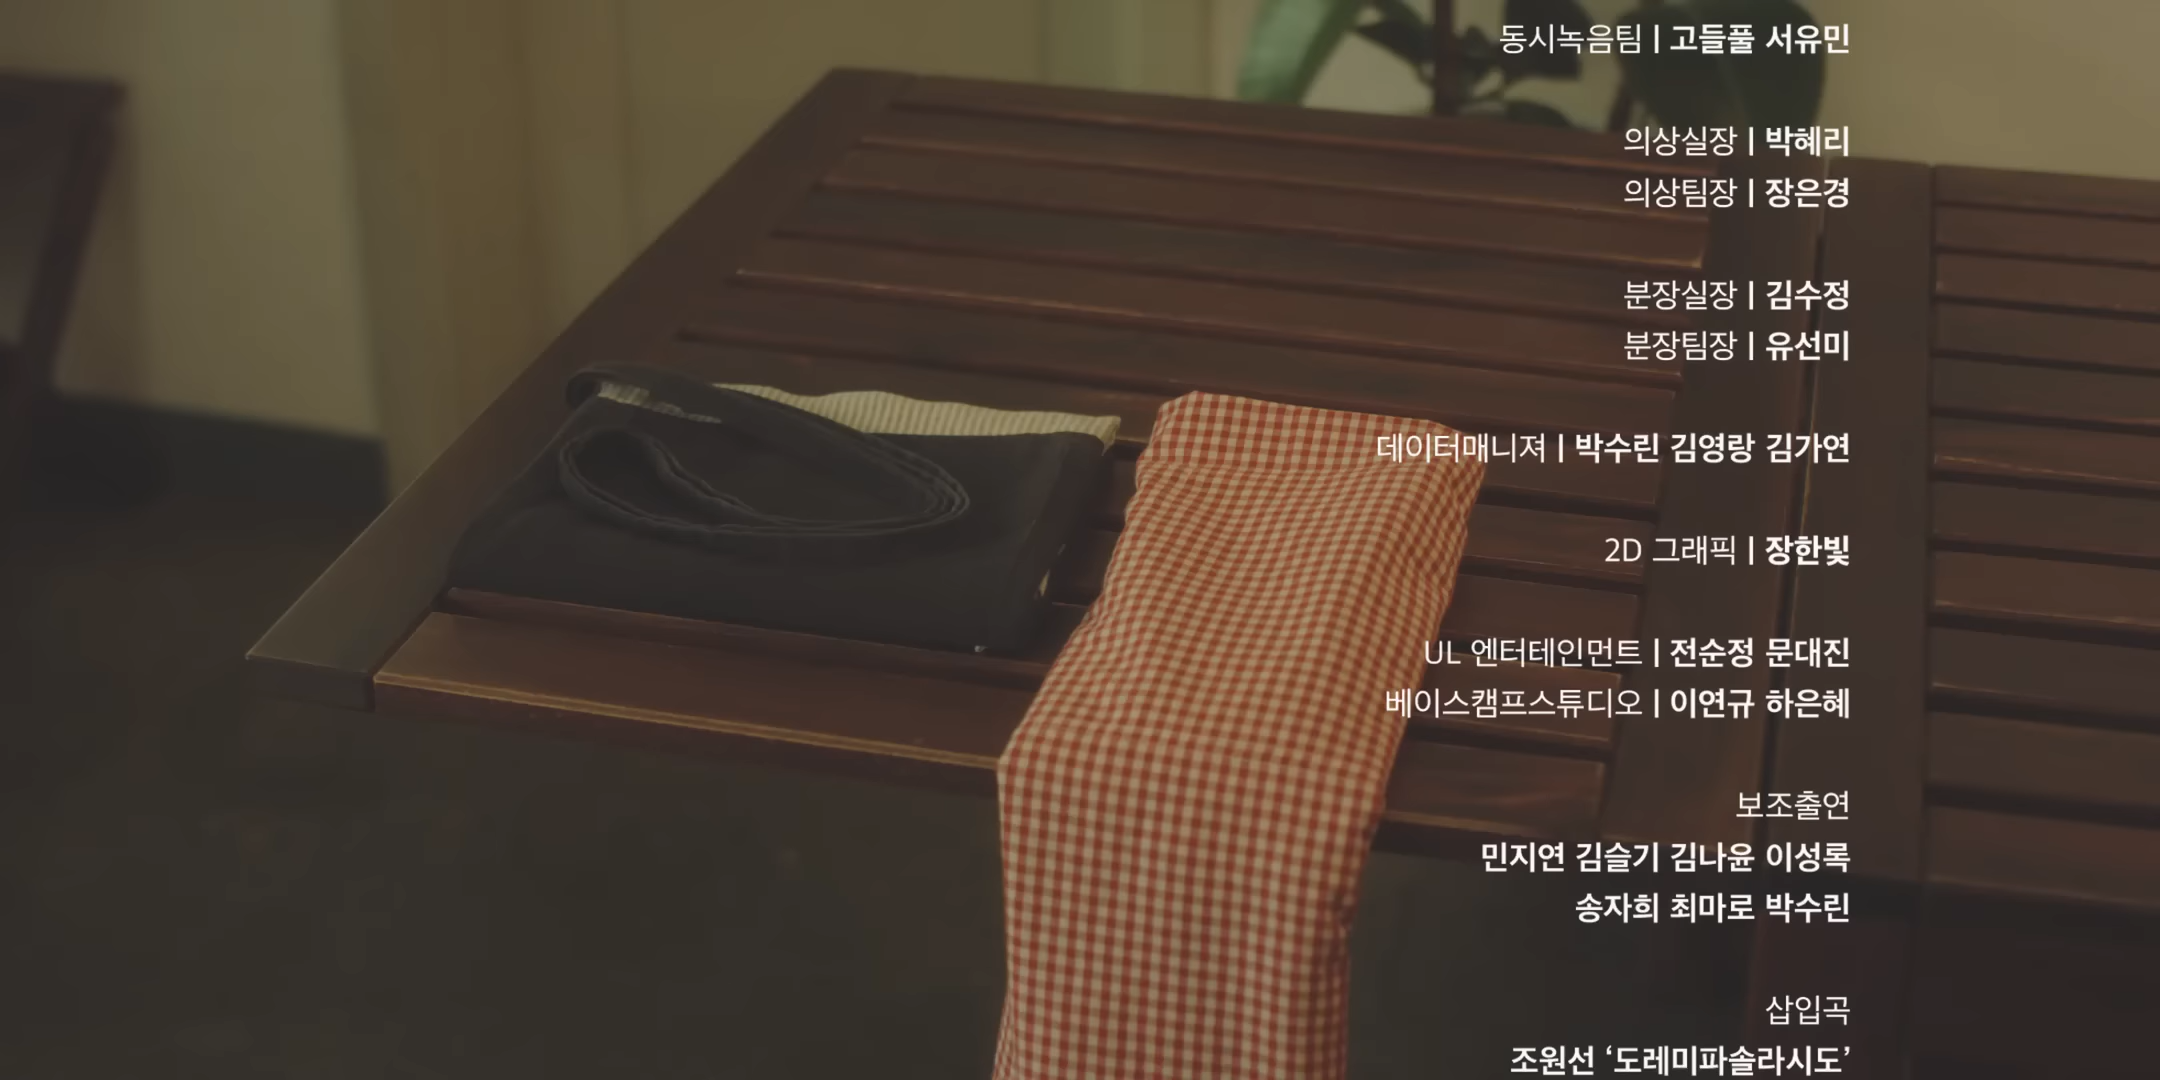 동시녹음팀 | 고들풀 서유민
의상실장 | 박혜리
의상팀장 | 장은경
분장실장 | 김수정
분장팀장 | 유선미
데이터매니져 | 박수린 김영랑 김가연
2D 그래픽 | 장한빛
UL 엔터테인먼트 | 전순정 문대진
베이스캠프스튜디오 | 이연규 하은혜
보조출연
민지연 김슬기 김나윤 이성록
송자희 최마로 박수린
삽입곡
조원선 ‘도레미파솔라시도’